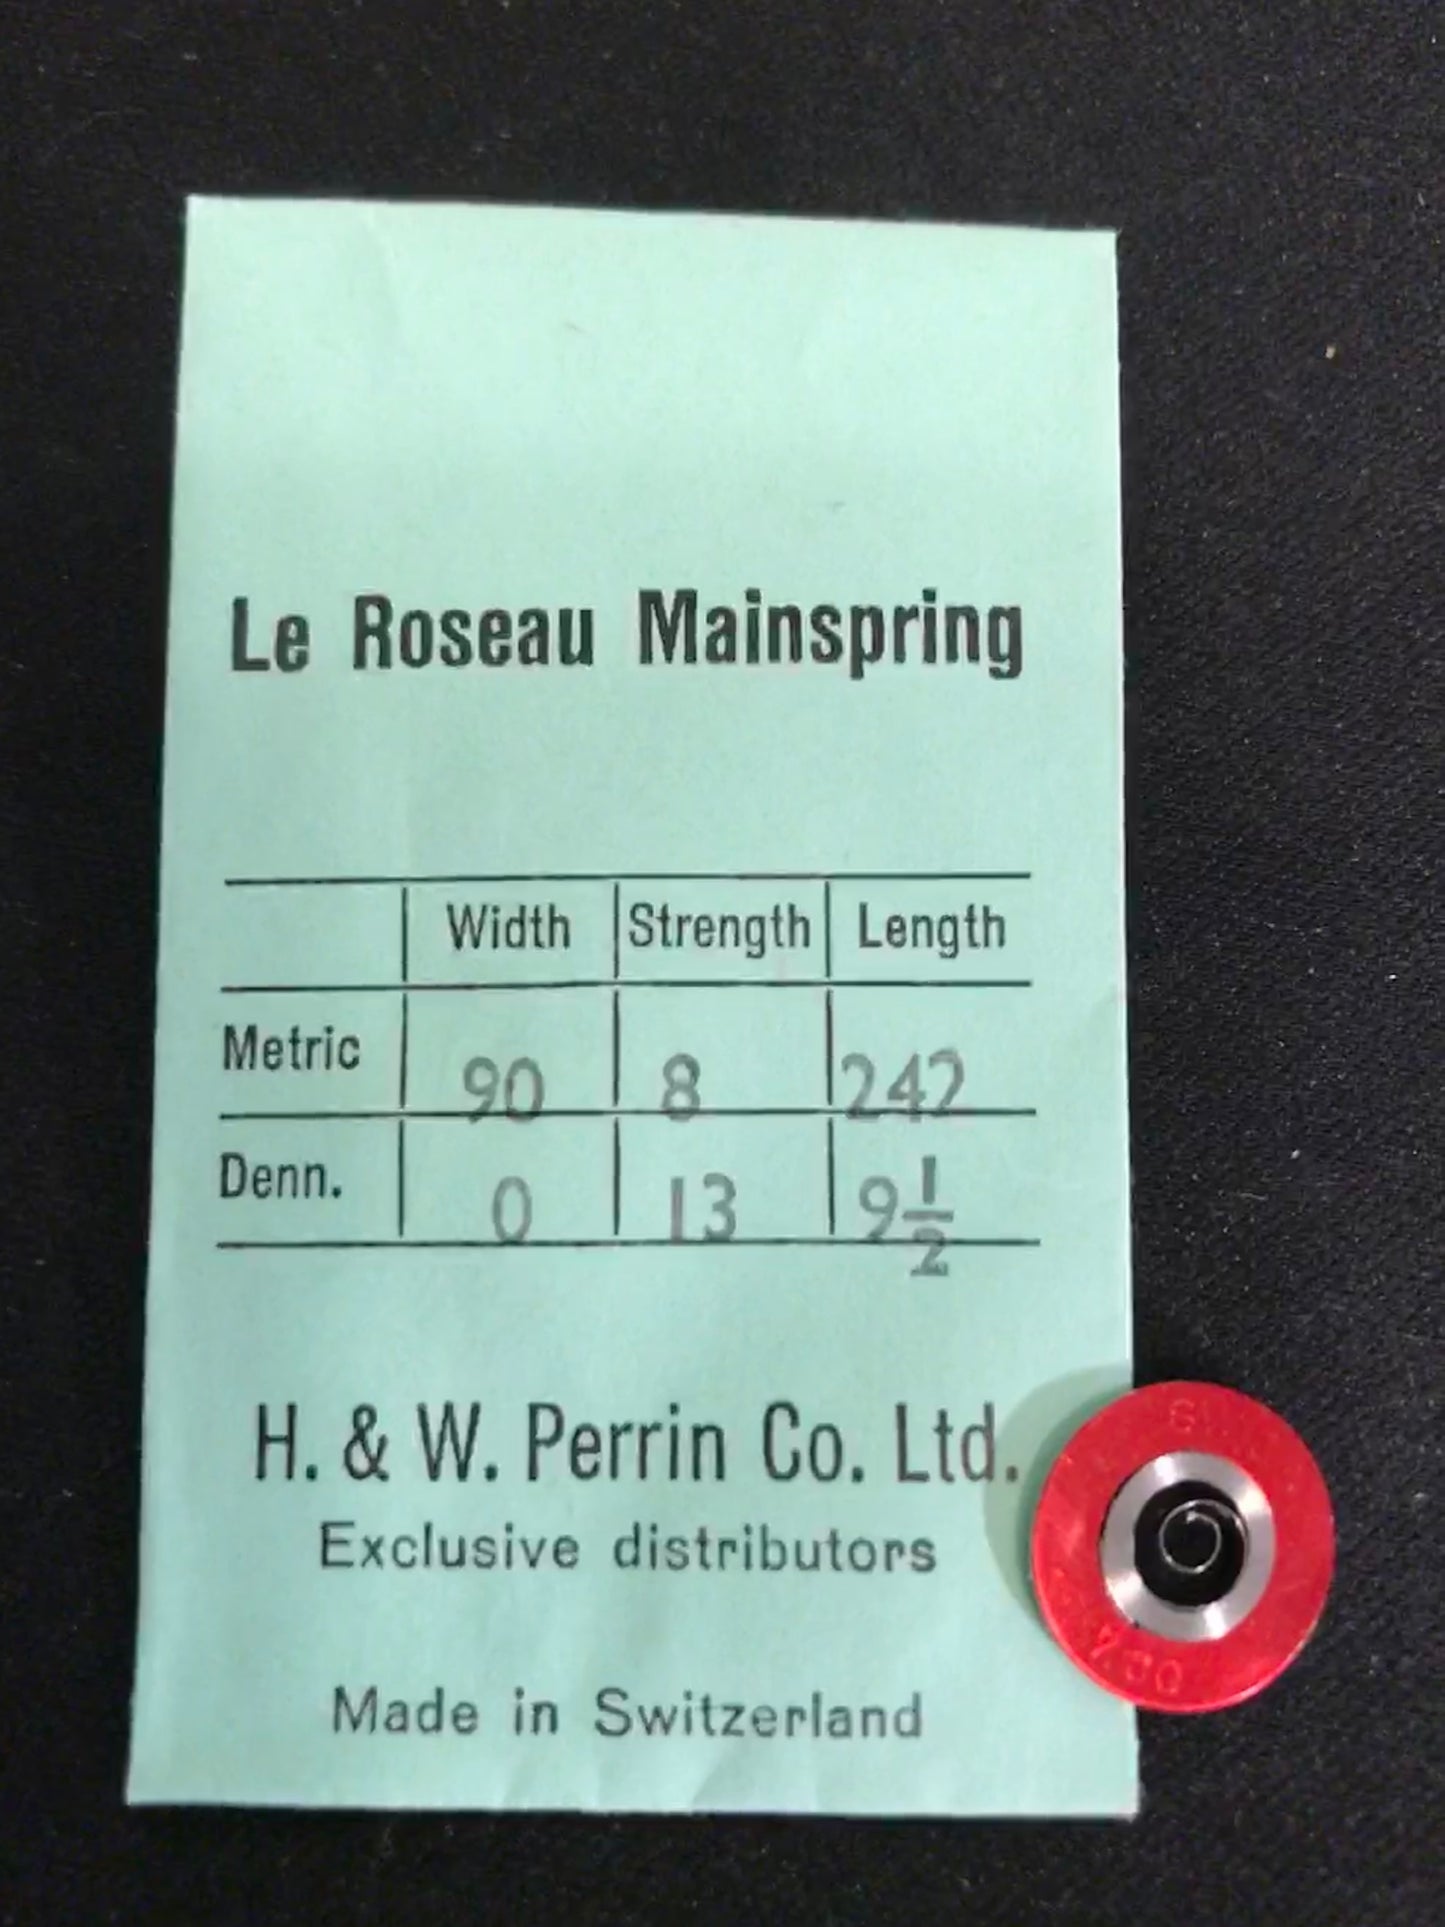 Le Roseau Mainspring
Width Strength Length
Metric 90 8 242
Denn. 0 13 9 1/2
H. & W. Perrin Co. Ltd.
Exclusive distributors
Made in Switzerland